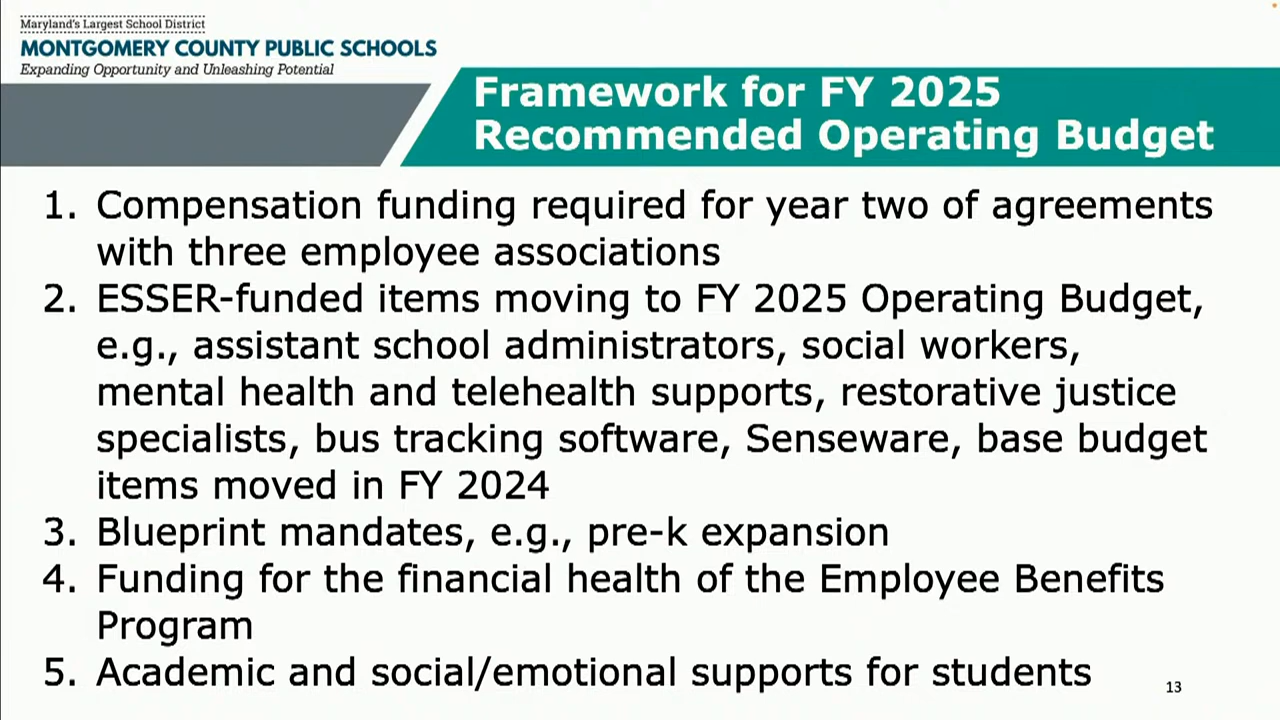 Maryland's Largest School District
MONTGOMERY COUNTY PUBLIC SCHOOLS
Expanding Opportunity and Unleashing Potential
Framework for FY 2025
Recommended Operating Budget
1. Compensation funding required for year two of agreements
with three employee associations
2. ESSER-funded items moving to FY 2025 Operating Budget,
e.g., assistant school administrators, social workers,
mental health and telehealth supports, restorative justice
specialists, bus tracking software, Senseware, base budget
items moved in FY 2024
3. Blueprint mandates, e.g., pre-k expansion
4. Funding for the financial health of the Employee Benefits
Program
5. Academic and social/emotional supports for students
13